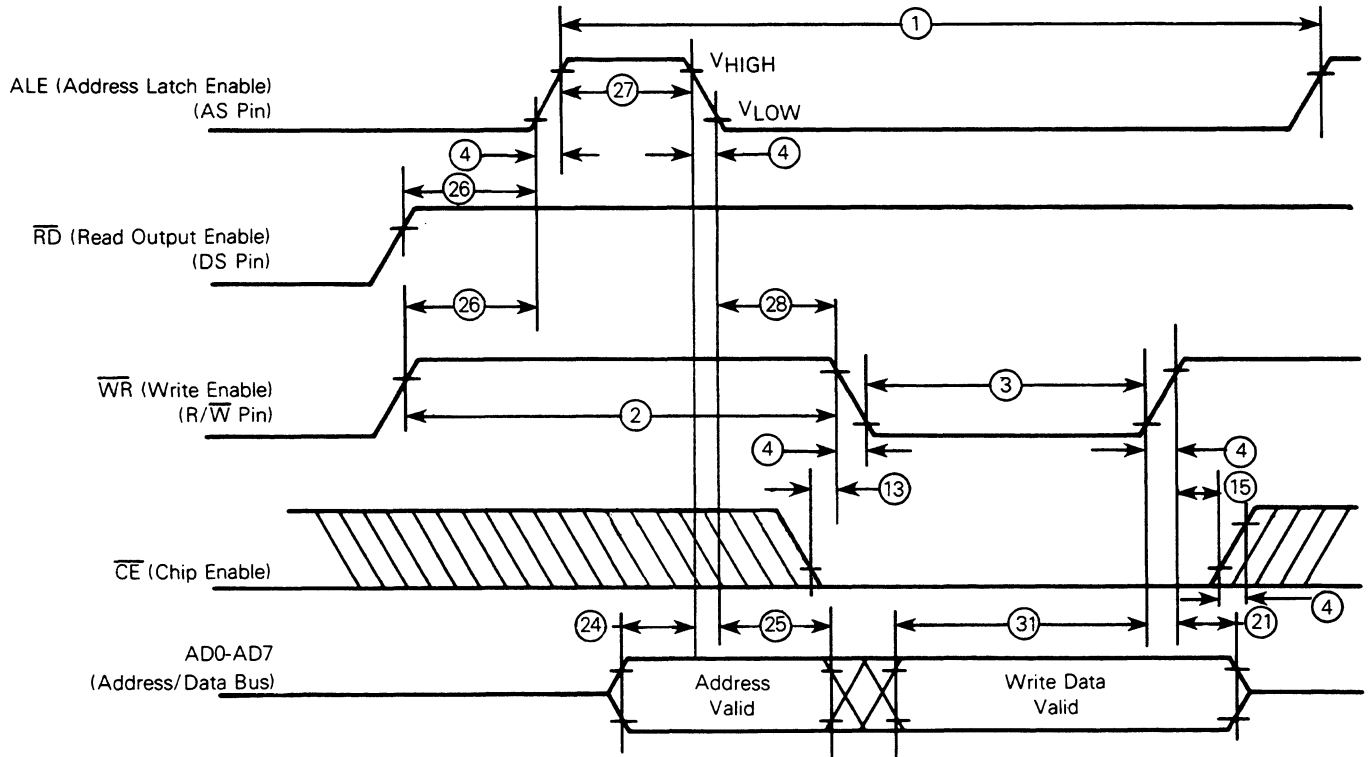 1
ALE (Address Latch Enable)
(AS Pin)
VHIGH
27
VLOW
4
4
26
RD (Read Output Enable)
(DS Pin)
26
28
WR (Write Enable)
(R/W Pin)
3
2
4
4
13
15
CE (Chip Enable)
4
24
25
31
21
AD0-AD7
(Address/Data Bus)
Address
Valid
Write Data
Valid